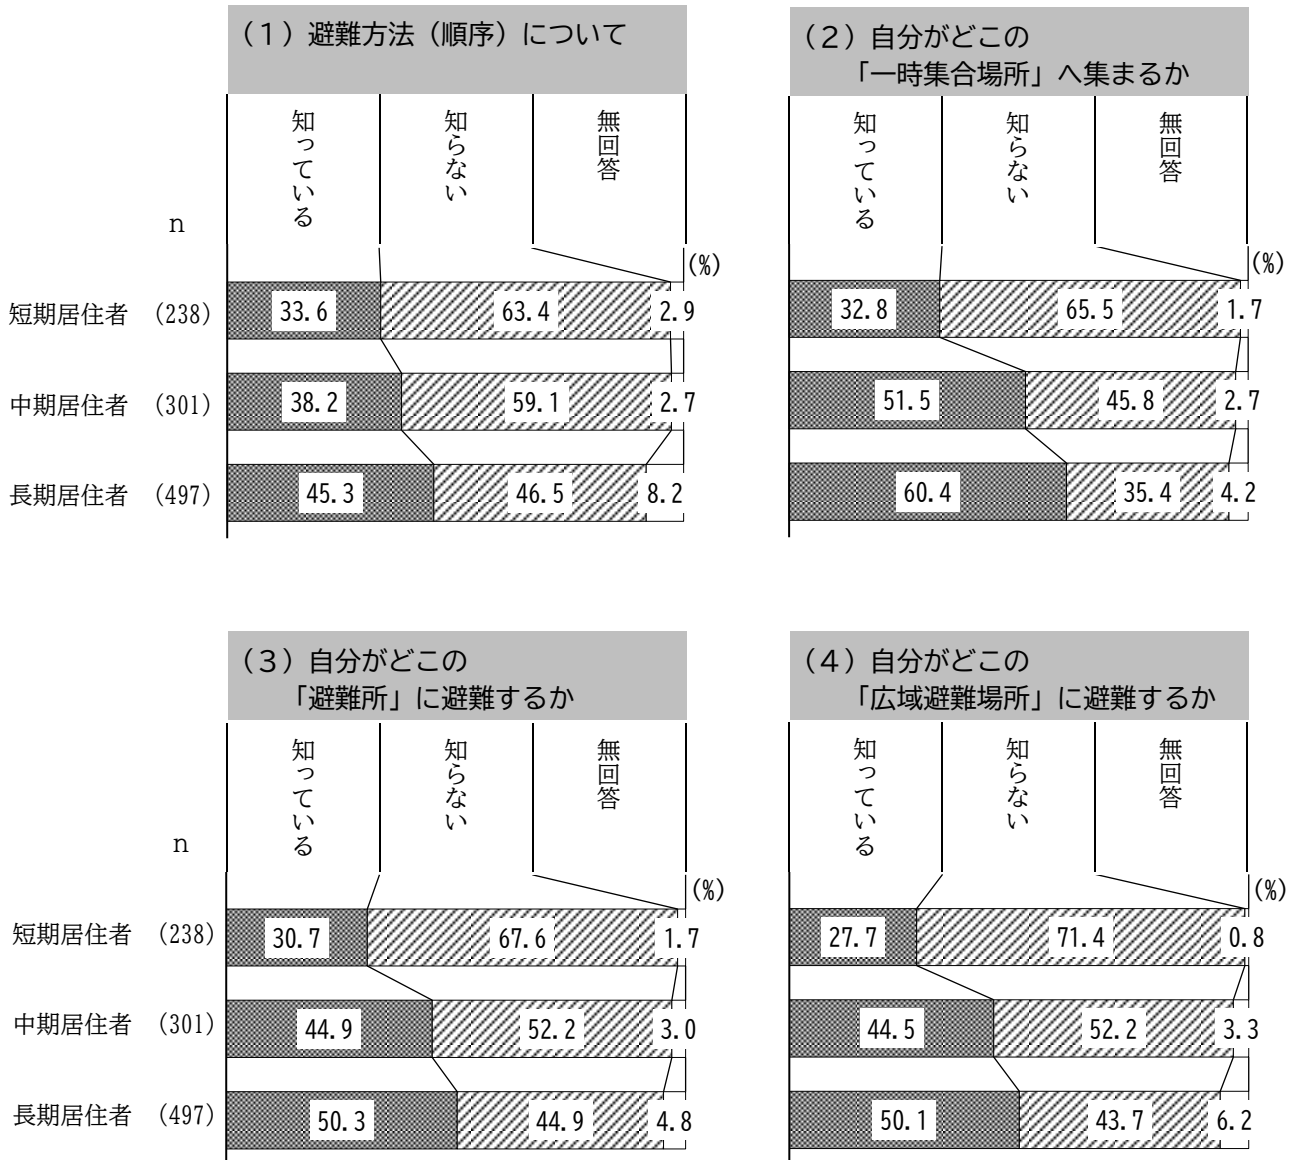 （１）避難方法（順序）について
知っている
知らない
無回答
n
(%)
短期居住者 (238) 33.6 63.4 2.9
中期居住者 (301) 38.2 59.1 2.7
長期居住者 (497) 45.3 46.5 8.2
（２）自分がどこの
「一時集合場所」へ集まるか
知っている
知らない
無回答
(%)
32.8 65.5 1.7
51.5 45.8 2.7
60.4 35.4 4.2
（３）自分がどこの
「避難所」に避難するか
知っている
知らない
無回答
n
(%)
短期居住者 (238) 30.7 67.6 1.7
中期居住者 (301) 44.9 52.2 3.0
長期居住者 (497) 50.3 44.9 4.8
（４）自分がどこの
「広域避難場所」に避難するか
知っている
知らない
無回答
(%)
27.7 71.4 0.8
44.5 52.2 3.3
50.1 43.7 6.2